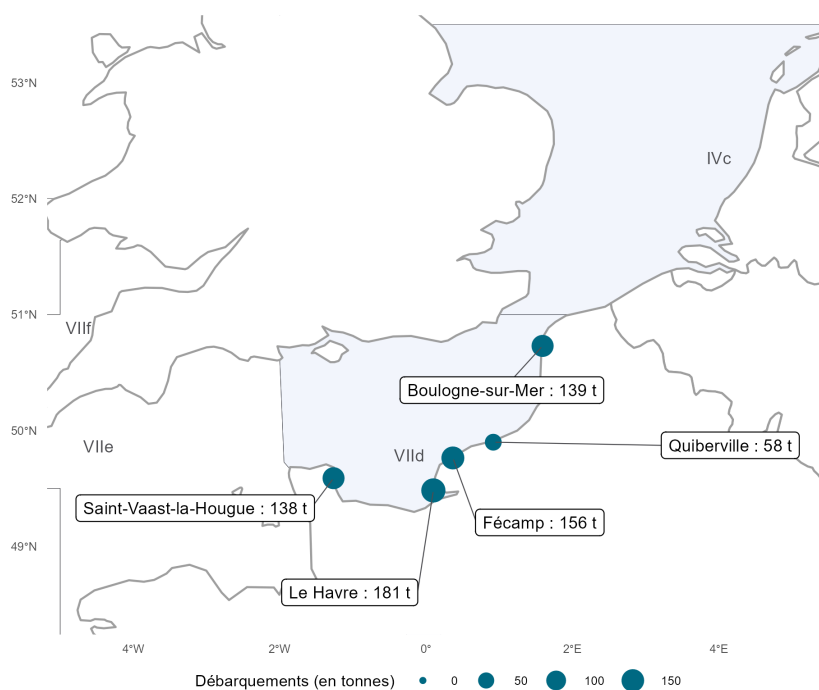 53°N
IVc
52°N
51°N
VIIf
Boulogne-sur-Mer : 139 t
50°N
VIIe
VIId
Quiberville : 58 t
Saint-Vaast-la-Hougue : 138 t
Fécamp : 156 t
49°N
Le Havre : 181 t
4°W 2°W 0° 2°E 4°E
Débarquements (en tonnes) 0 50 100 150